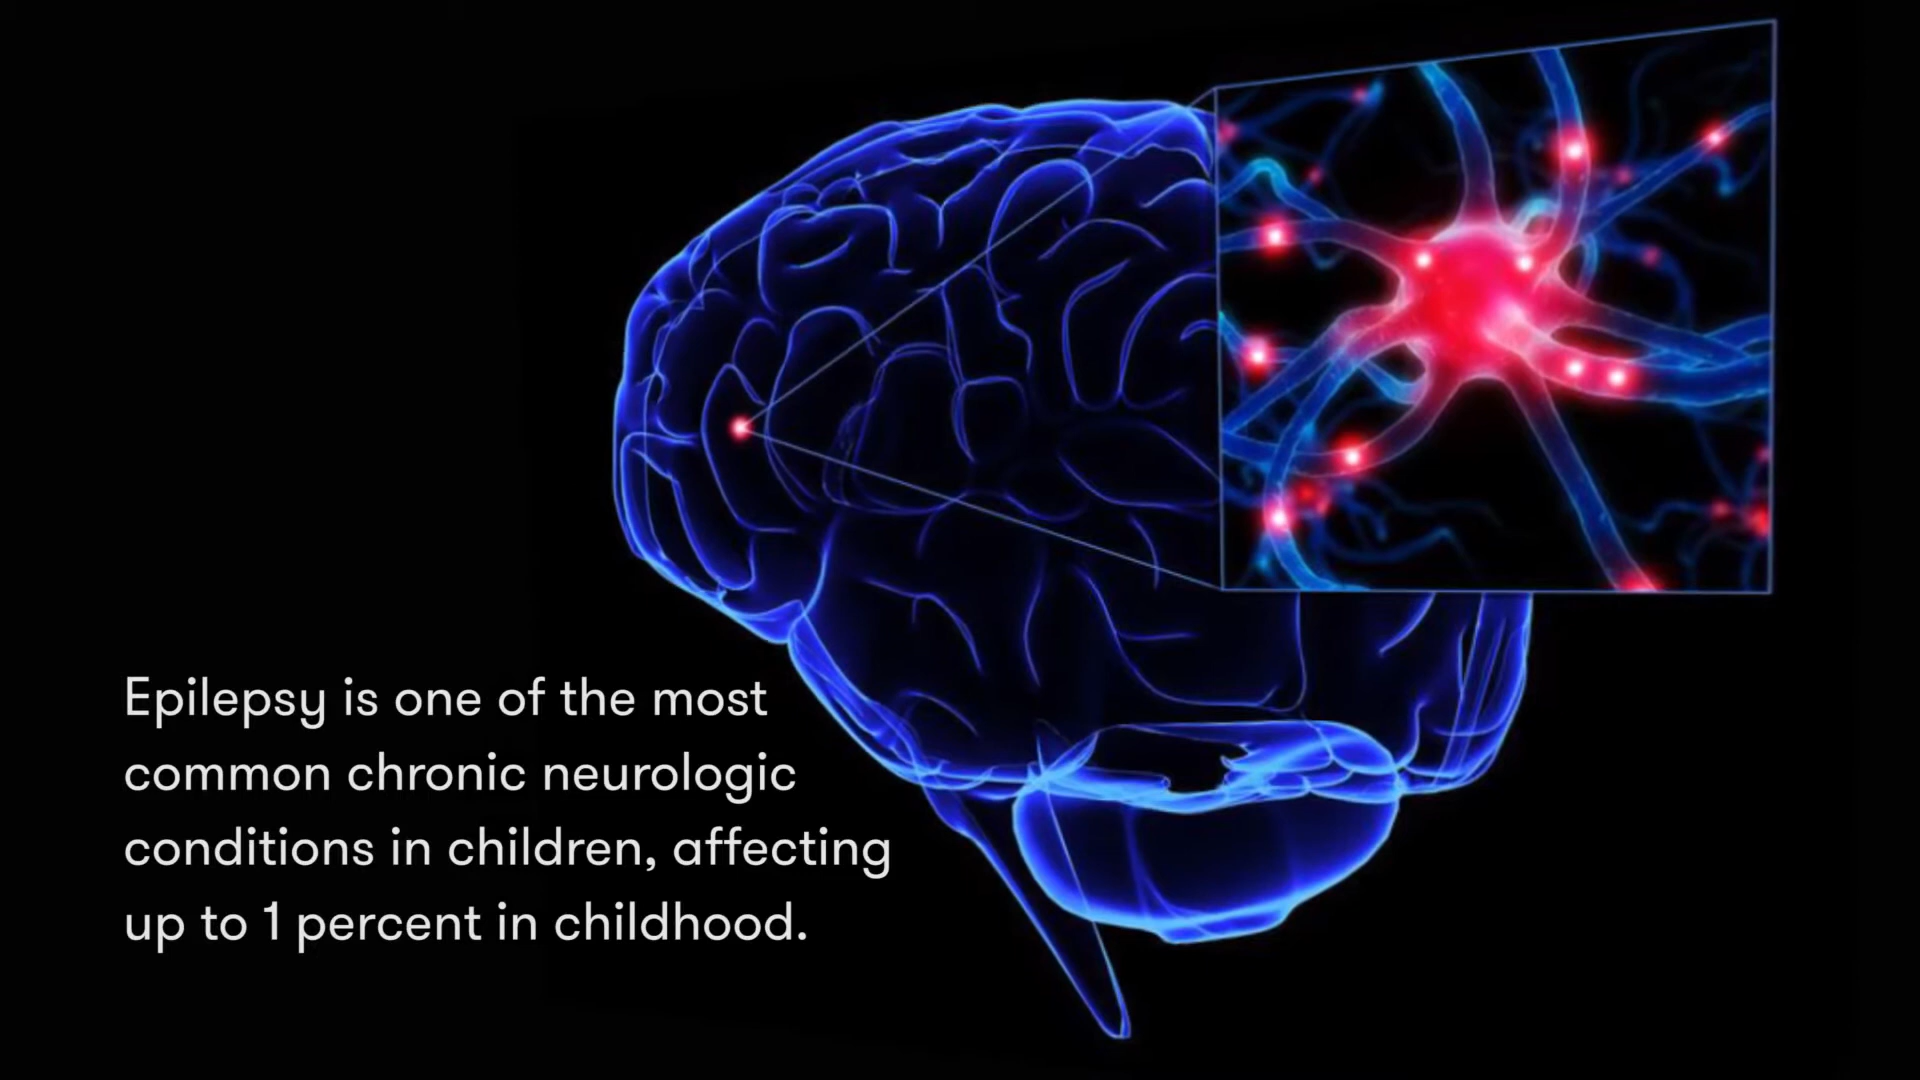 Epilepsy is one of the most
common chronic neurologic
conditions in children, affecting
up to 1 percent in childhood.